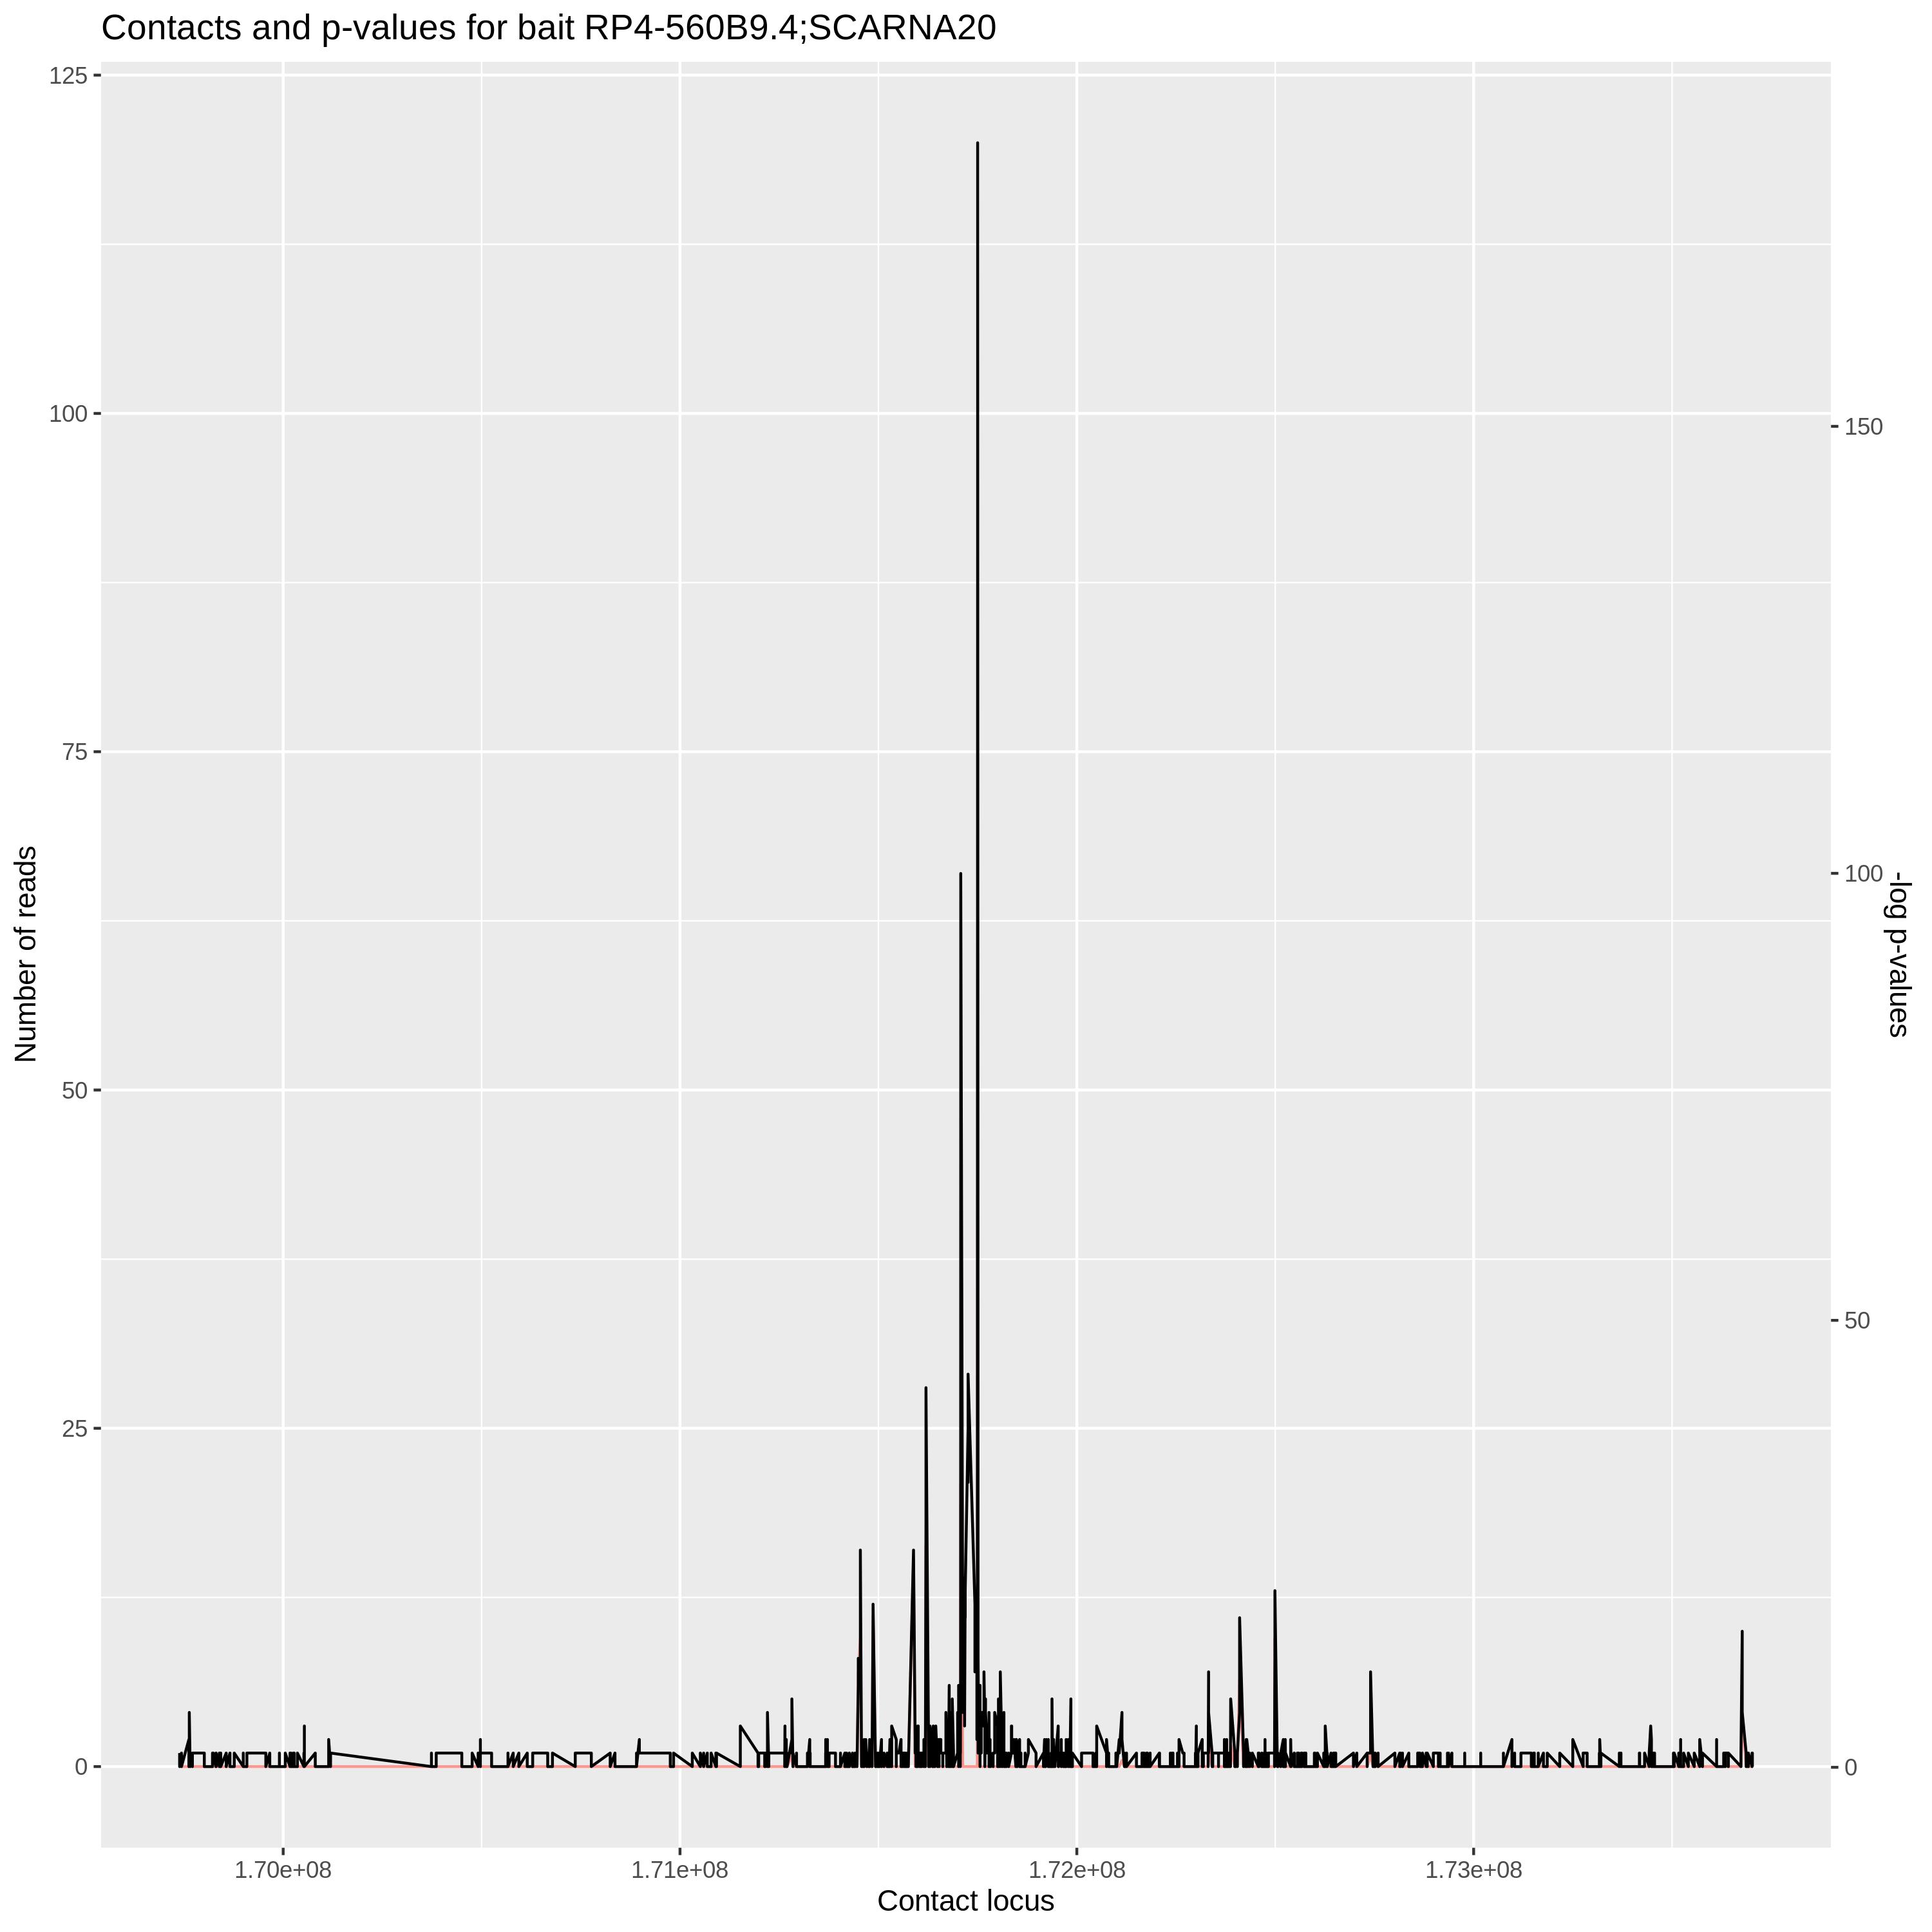 Contacts and p-values for bait RP4-560B9.4;SCARNA20
125
100
75
50
25
0
Number of reads
150
100
50
0
-log p-values
1.70e+08
1.71e+08
1.72e+08
1.73e+08
Contact locus